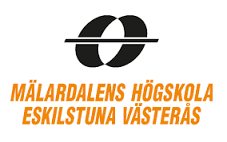 MÄLARDALENS HÖGSKOLA
ESKILSTUNA VÄSTERÅS